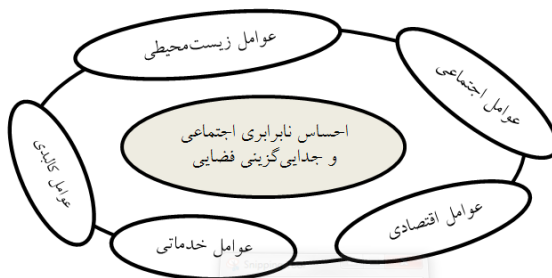 عوامل زیست‌محیطی
عوامل اجتماعی
احساس نابرابری اجتماعی
و جدایی‌گزینی فضایی
عوامل کالبدی
عوامل اقتصادی
عوامل خدماتی